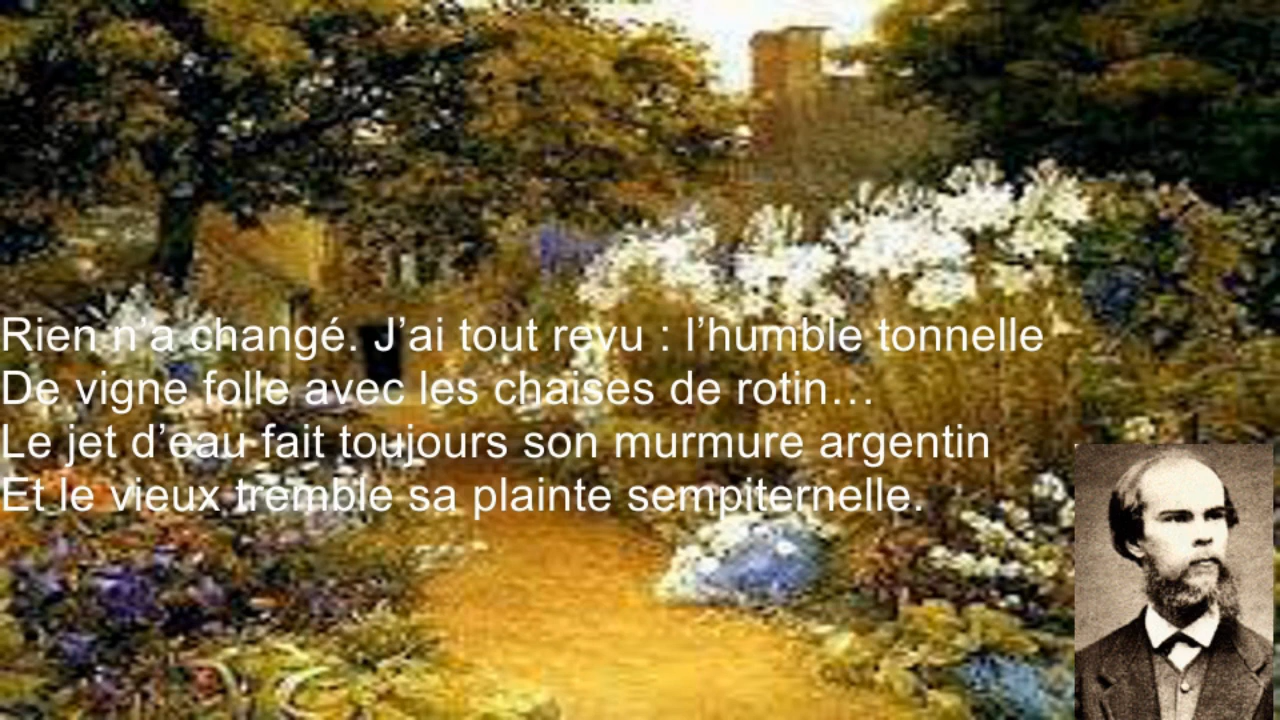 Rien n’a changé. J’ai tout revu : l’humble tonnelle
De vigne folle avec les chaises de rotin…
Le jet d’eau fait toujours son murmure argentin
Et le vieux tremble sa plainte sempiternelle.